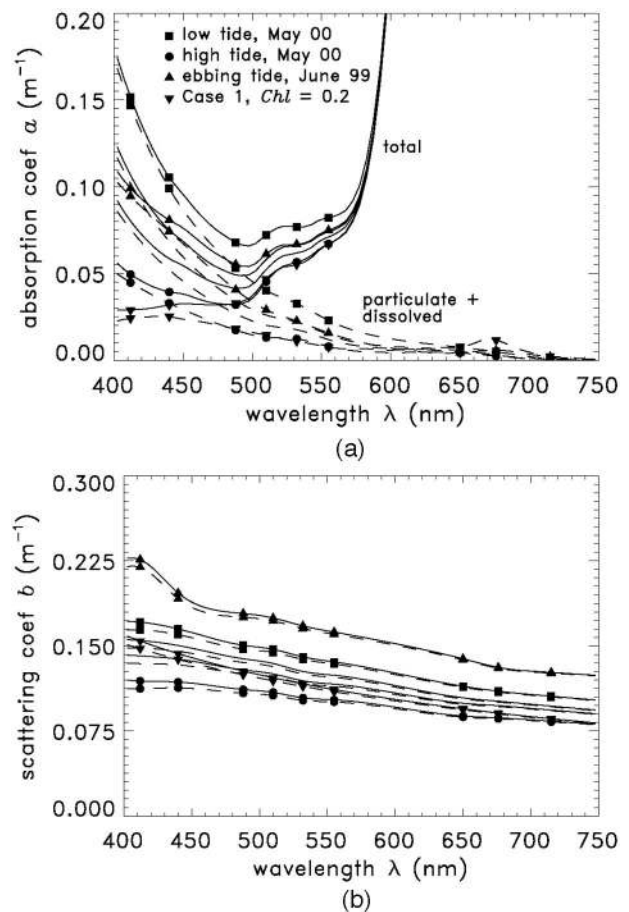 0.20
0.15
0.10
0.05
0.00
absorption coef a (m⁻¹)
■ low tide, May 00
● high tide, May 00
▲ ebbing tide, June 99
▼ Case 1, Chl = 0.2
total
particulate +
dissolved
400 450 500 550 600 650 700 750
wavelength λ (nm)
(a)
0.300
0.225
0.150
0.075
0.000
scattering coef b (m⁻¹)
400 450 500 550 600 650 700 750
wavelength λ (nm)
(b)